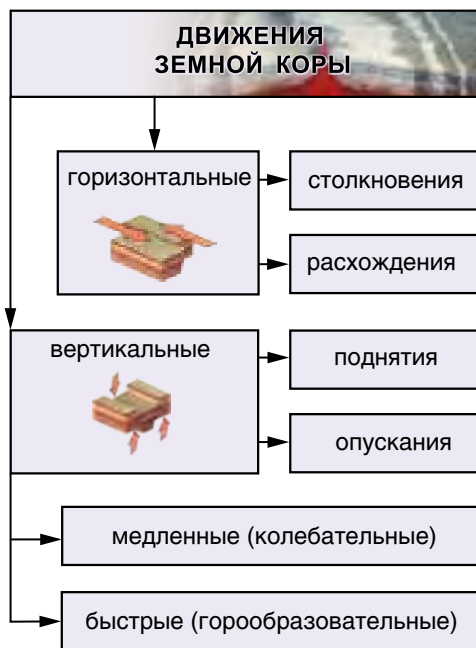 ДВИЖЕНИЯ
ЗЕМНОЙ КОРЫ
горизонтальные
столкновения
расхождения
вертикальные
поднятия
опускания
медленные (колебательные)
быстрые (горообразовательные)